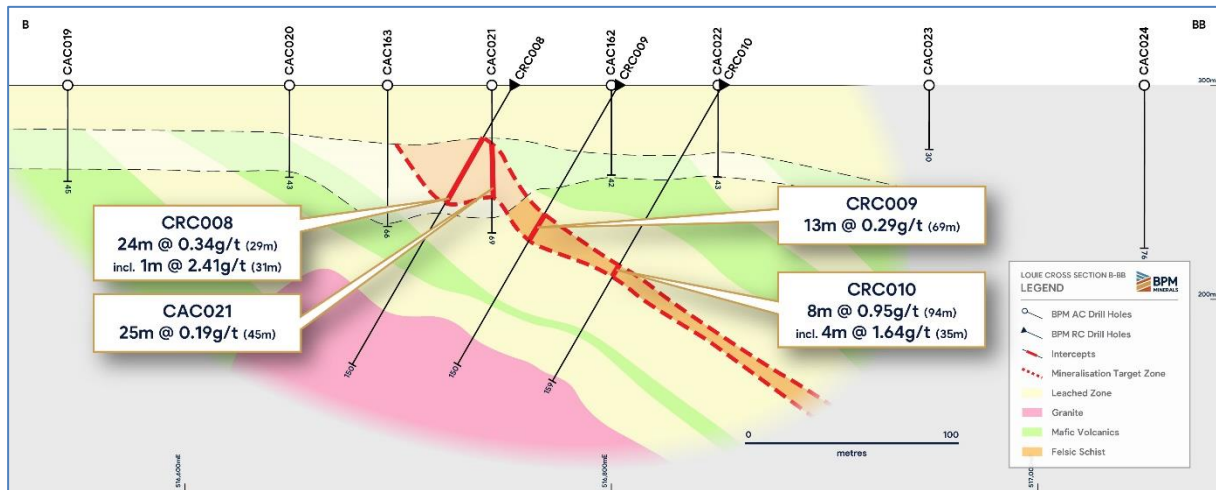 B
BB
CAC019
CAC020
CAC163
CAC021
CRC008
CAC162
CRC009
CAC022
CRC010
CAC023
CAC024
300m
200m
45
43
66
69
42
43
30
76
150
150
159
CRC008
24m @ 0.34g/t (29m)
incl. 1m @ 2.41g/t (31m)
CAC021
25m @ 0.19g/t (45m)
CRC009
13m @ 0.29g/t (69m)
CRC010
8m @ 0.95g/t (94m)
incl. 4m @ 1.64g/t (35m)
LOUIE CROSS SECTION B-BB
LEGEND
BPM
MINERALS
BPM AC Drill Holes
BPM RC Drill Holes
Intercepts
Mineralisation Target Zone
Leached Zone
Granite
Mafic Volcanics
Felsic Schist
0
100
metres
516,600mE
516,800mE